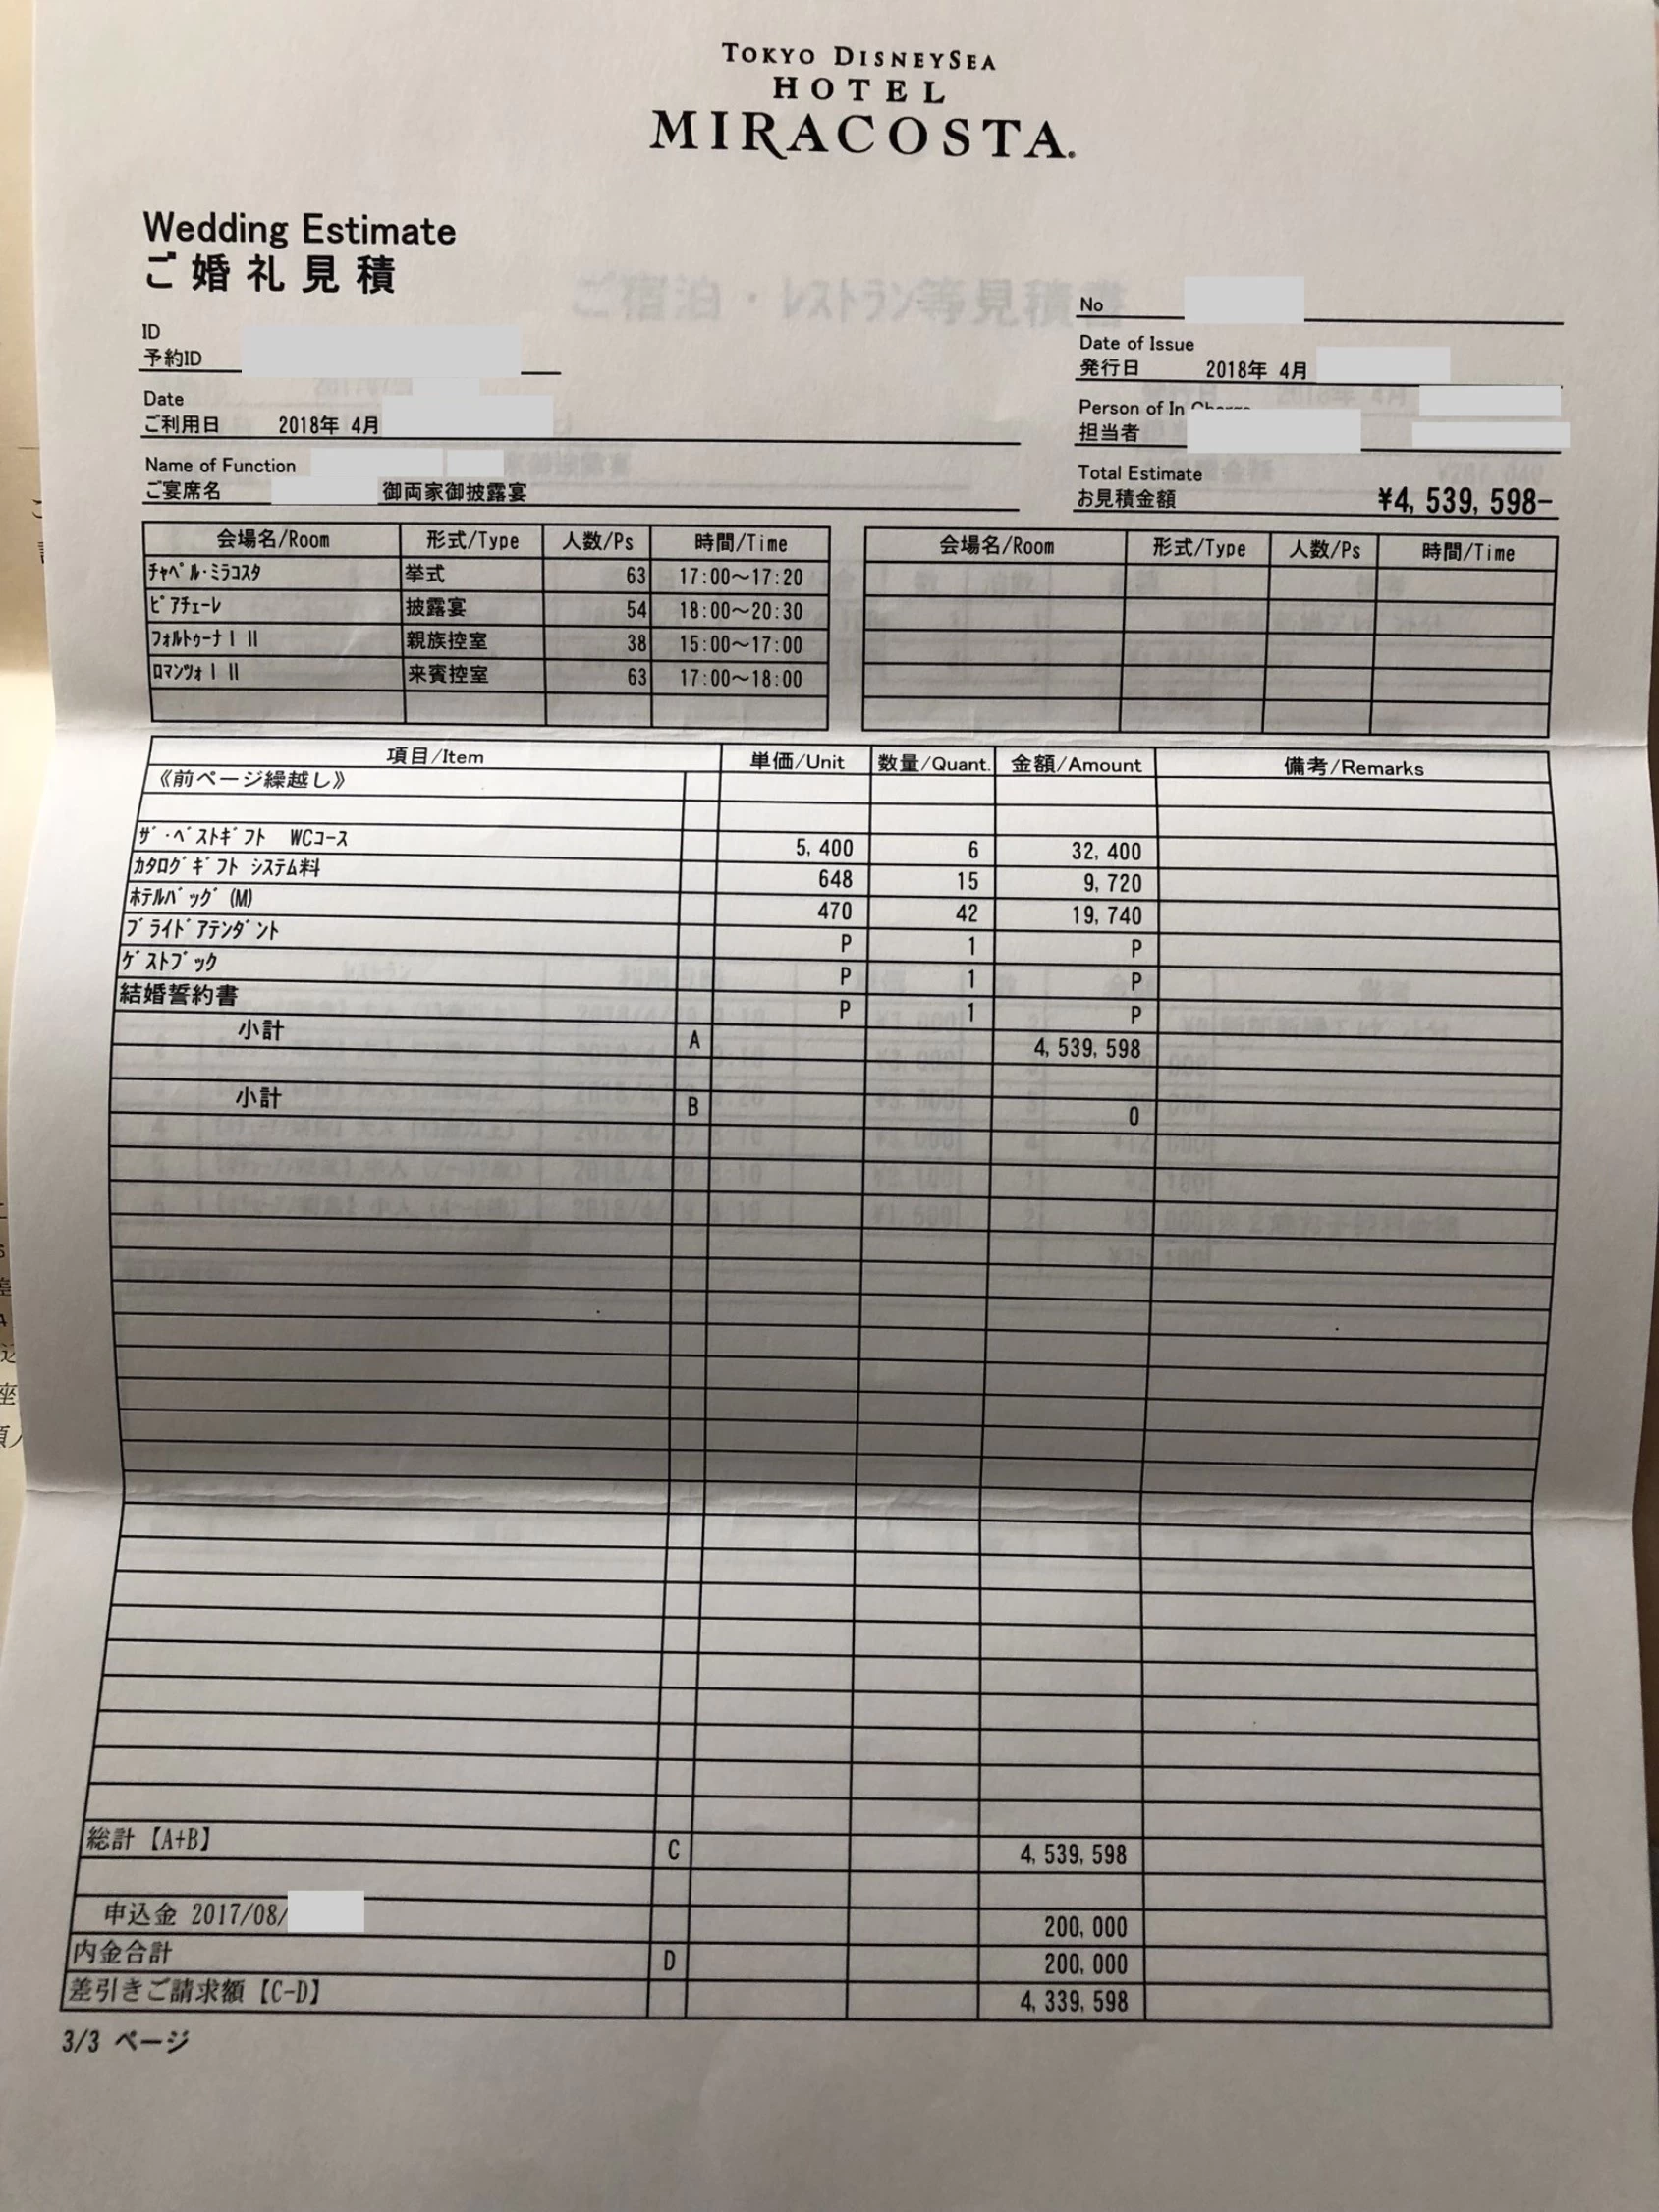 TOKYO DISNEYSEA
HOTEL
MIRACOSTA.
Wedding Estimate
ご婚礼見積
ID
予約ID
Date
ご利用日 2018年 4月
Name of Function
ご宴席名 御両家御披露宴
No
Date of Issue
発行日 2018年 4月
Person of In Charge
担当者
Total Estimate
お見積金額 ¥4,539,598-
会場名/Room 形式/Type 人数/Ps 時間/Time 会場名/Room 形式/Type 人数/Ps 時間/Time
ﾁｬﾍﾟﾙ･ﾐﾗｺｽﾀ 挙式 63 17:00～17:20
ﾋﾟｱﾁｪｰﾚ 披露宴 54 18:00～20:30
ﾌｫﾙﾄｩｰﾅⅠⅡ 親族控室 38 15:00～17:00
ﾛﾏﾝﾂｫⅠⅡ 来賓控室 63 17:00～18:00
項目/Item 単価/Unit 数量/Quant. 金額/Amount 備考/Remarks
《前ページ繰越し》
ｻﾞ･ﾍﾞｽﾄｷﾞﾌﾄ WCｺｰｽ 5,400 6 32,400
ｶﾀﾛｸﾞｷﾞﾌﾄ ｼｽﾃﾑ料 648 15 9,720
ﾎﾃﾙﾊﾞｯｸﾞ(M) 470 42 19,740
ﾌﾞﾗｲﾄﾞｱﾃﾝﾀﾞﾝﾄ P 1 P
ｹﾞｽﾄﾌﾞｯｸ P 1 P
結婚誓約書 P 1 P
小計 A 4,539,598
小計 B 0
総計【A+B】 C 4,539,598
申込金 2017/08/ 200,000
内金合計 D 200,000
差引きご請求額【C-D】 4,339,598
3/3 ページ